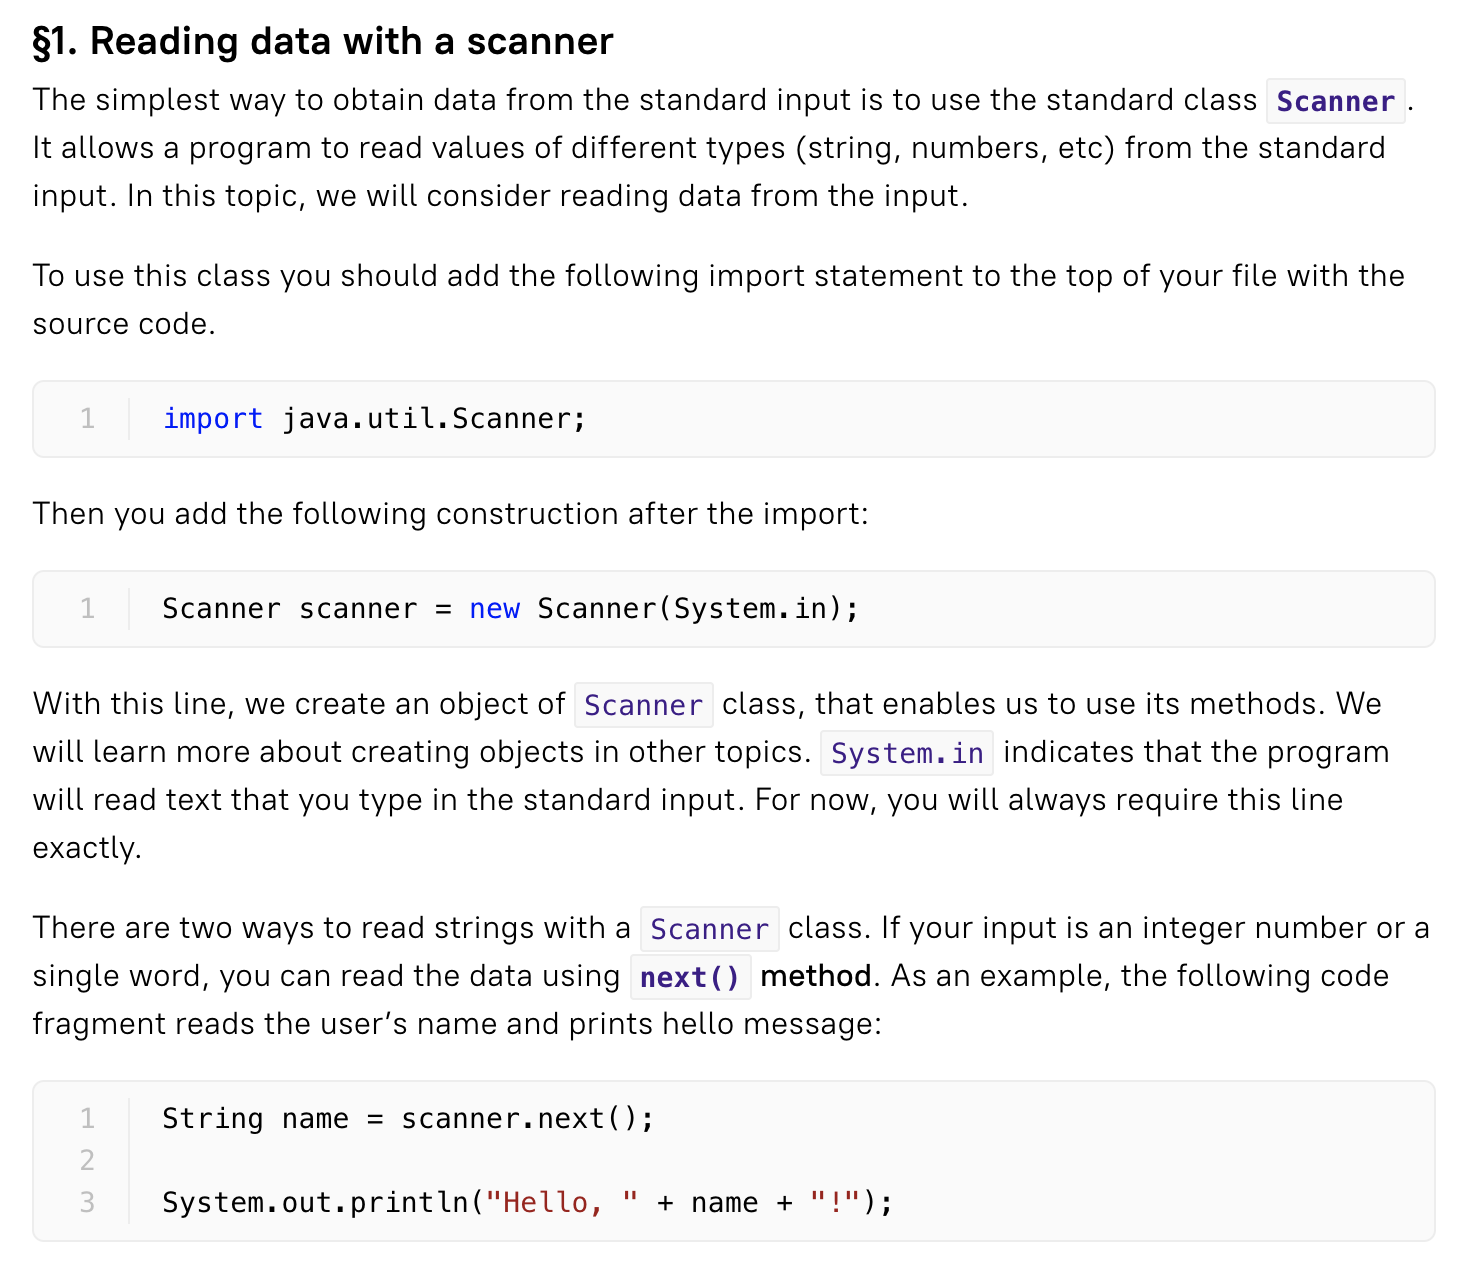 §1. Reading data with a scanner
The simplest way to obtain data from the standard input is to use the standard class Scanner.
It allows a program to read values of different types (string, numbers, etc) from the standard
input. In this topic, we will consider reading data from the input.
To use this class you should add the following import statement to the top of your file with the
source code.
1 import java.util.Scanner;
Then you add the following construction after the import:
1 Scanner scanner = new Scanner(System.in);
With this line, we create an object of Scanner class, that enables us to use its methods. We
will learn more about creating objects in other topics. System.in indicates that the program
will read text that you type in the standard input. For now, you will always require this line
exactly.
There are two ways to read strings with a Scanner class. If your input is an integer number or a
single word, you can read the data using next() method. As an example, the following code
fragment reads the user’s name and prints hello message:
1 String name = scanner.next();
2
3 System.out.println("Hello, " + name + "!");